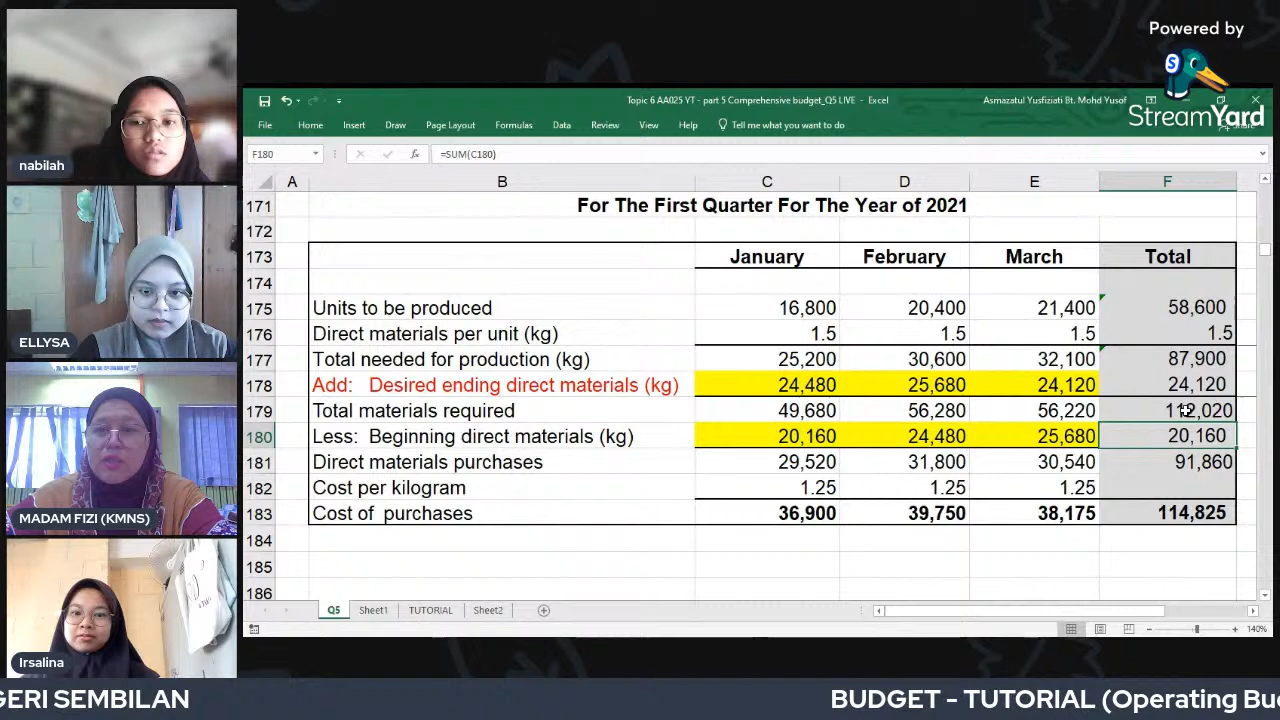 Powered by
StreamYard
nabilah
ELLYSA
MADAM FIZI (KMNS)
Irsalina
Topic 6 AA025 YT - part 5 Comprehensive budget_Q5 LIVE - Excel
Asmazatul Yusfiziati Bt. Mohd Yusof
File Home Insert Draw Page Layout Formulas Data Review View Help Tell me what you want to do
F180 fx =SUM(C180)
A B C D E F
171 For The First Quarter For The Year of 2021
172
173 January February March Total
174
175 Units to be produced 16,800 20,400 21,400 58,600
176 Direct materials per unit (kg) 1.5 1.5 1.5 1.5
177 Total needed for production (kg) 25,200 30,600 32,100 87,900
178 Add: Desired ending direct materials (kg) 24,480 25,680 24,120 24,120
179 Total materials required 49,680 56,280 56,220 112,020
180 Less: Beginning direct materials (kg) 20,160 24,480 25,680 20,160
181 Direct materials purchases 29,520 31,800 30,540 91,860
182 Cost per kilogram 1.25 1.25 1.25
183 Cost of purchases 36,900 39,750 38,175 114,825
184
185
186
Q5 Sheet1 TUTORIAL Sheet2
140%
GERI SEMBILAN BUDGET - TUTORIAL (Operating Bu